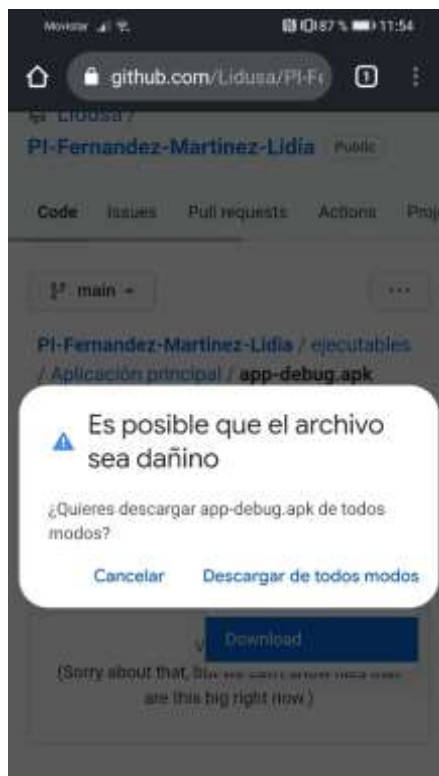 Movistar 87 % 11:54
github.com/Lidusa/PI-Fe 1
Lidusa /
PI-Fernandez-Martinez-Lidia Public
Code Issues Pull requests Actions Proj
main
PI-Fernandez-Martinez-Lidia / ejecutables
/ Aplicación principal / app-debug.apk
Es posible que el archivo
sea dañino
¿Quieres descargar app-debug.apk de todos
modos?
Cancelar Descargar de todos modos
Download
(Sorry about that, but we can't show files that
are this big right now.)